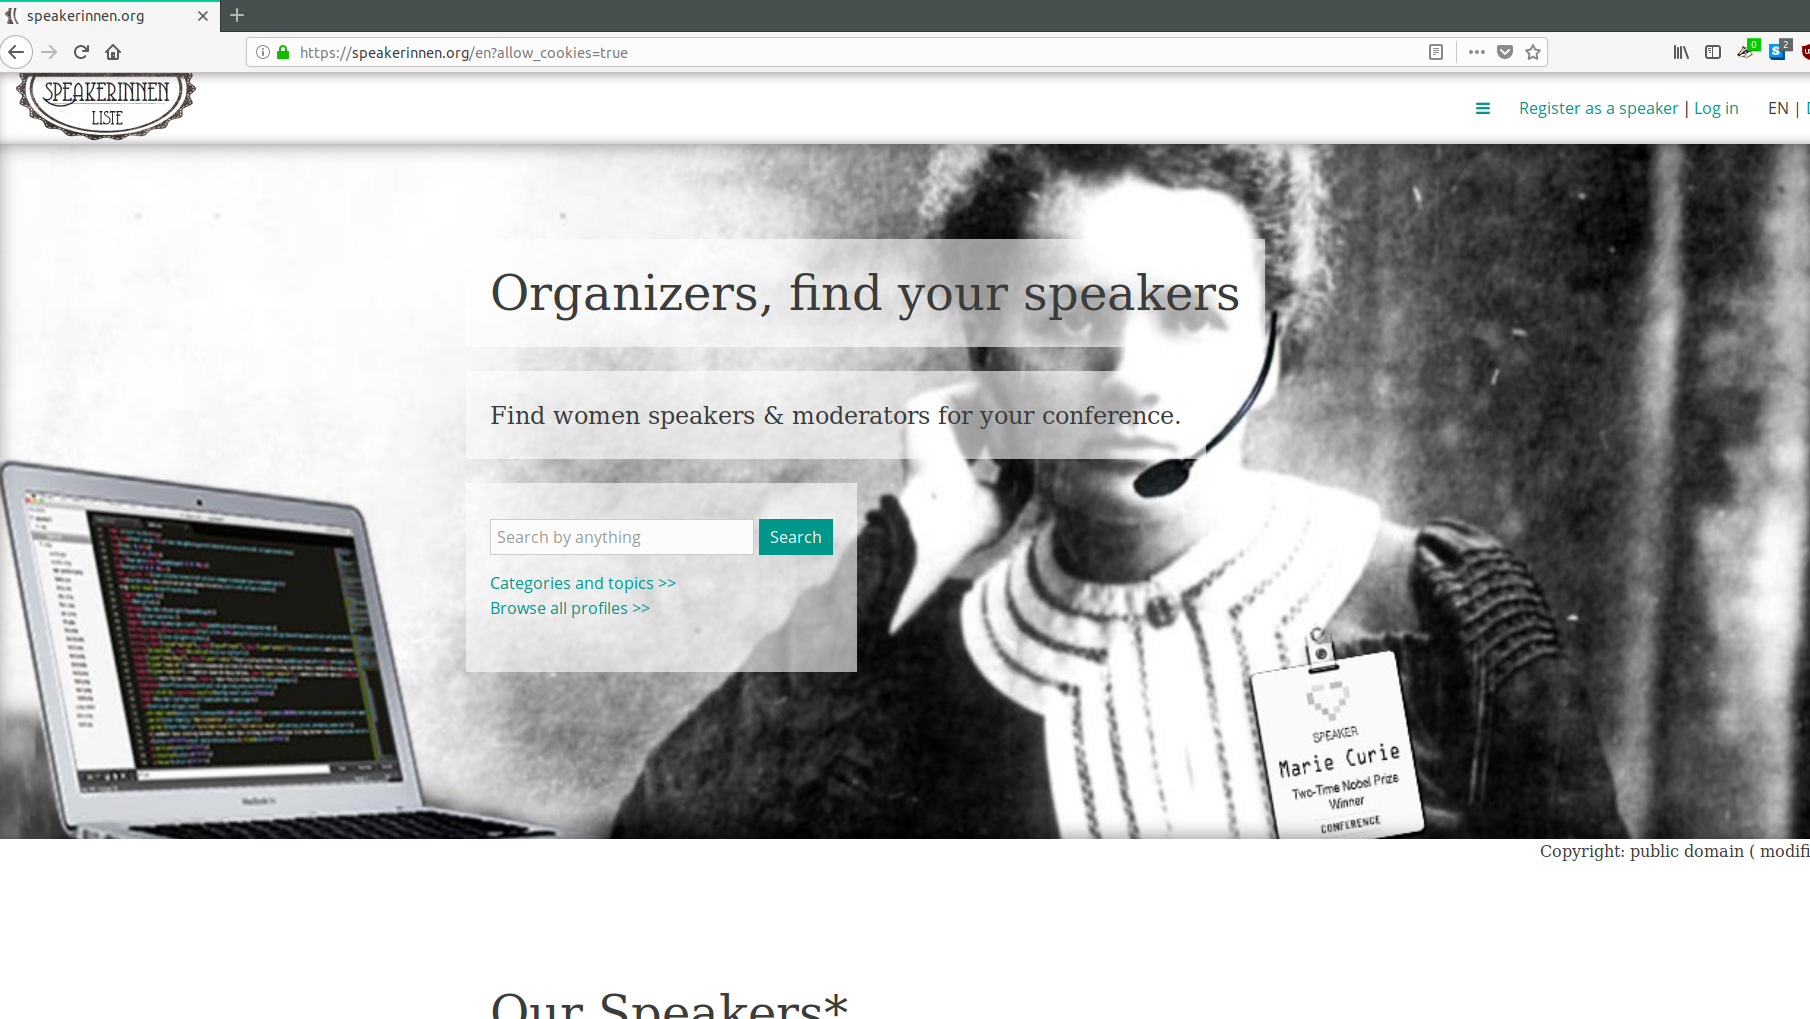 speakerinnen.org
https://speakerinnen.org/en?allow_cookies=true
0
2
SPEAKERINNEN
LISTE
Register as a speaker | Log in
EN |
Organizers, find your speakers
Find women speakers & moderators for your conference.
Search by anything
Search
Categories and topics >>
Browse all profiles >>
SPEAKER
Marie Curie
Two-Time Nobel Prize
Winner
CONFERENCE
Copyright: public domain ( modifi
Our Speakers*